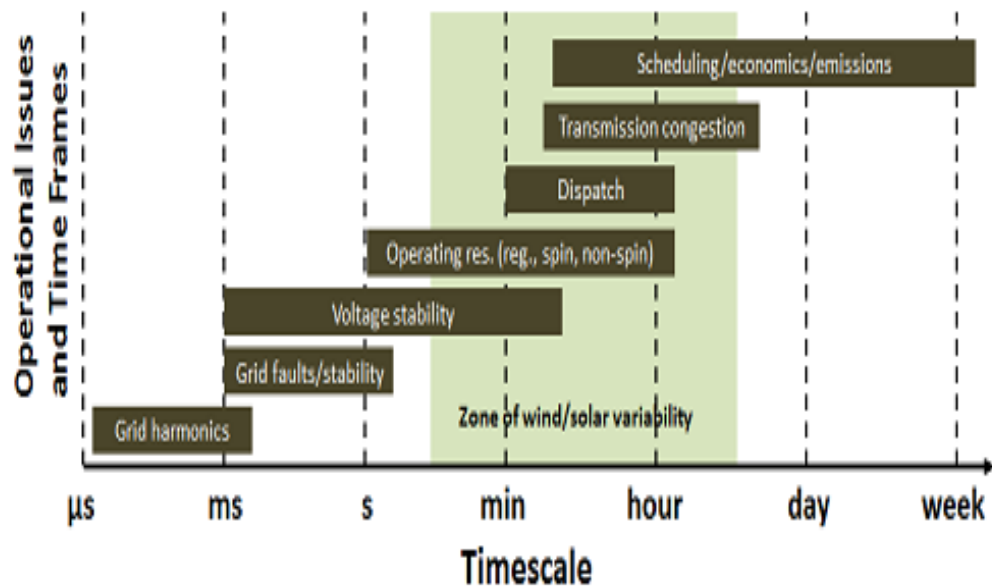 Operational Issues
and Time Frames
Scheduling/economics/emissions
Transmission congestion
Dispatch
Operating res. (reg., spin, non-spin)
Voltage stability
Grid faults/stability
Zone of wind/solar variability
Grid harmonics
μs ms s min hour day week
Timescale